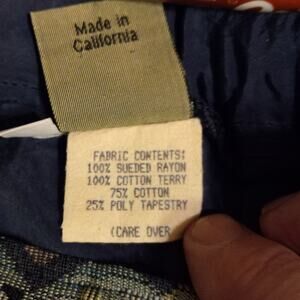 Made in
California
FABRIC CONTENTS:
100% SUEDED RAYON
100% COTTON TERRY
75% COTTON
25% POLY TAPESTRY
(CARE OVER